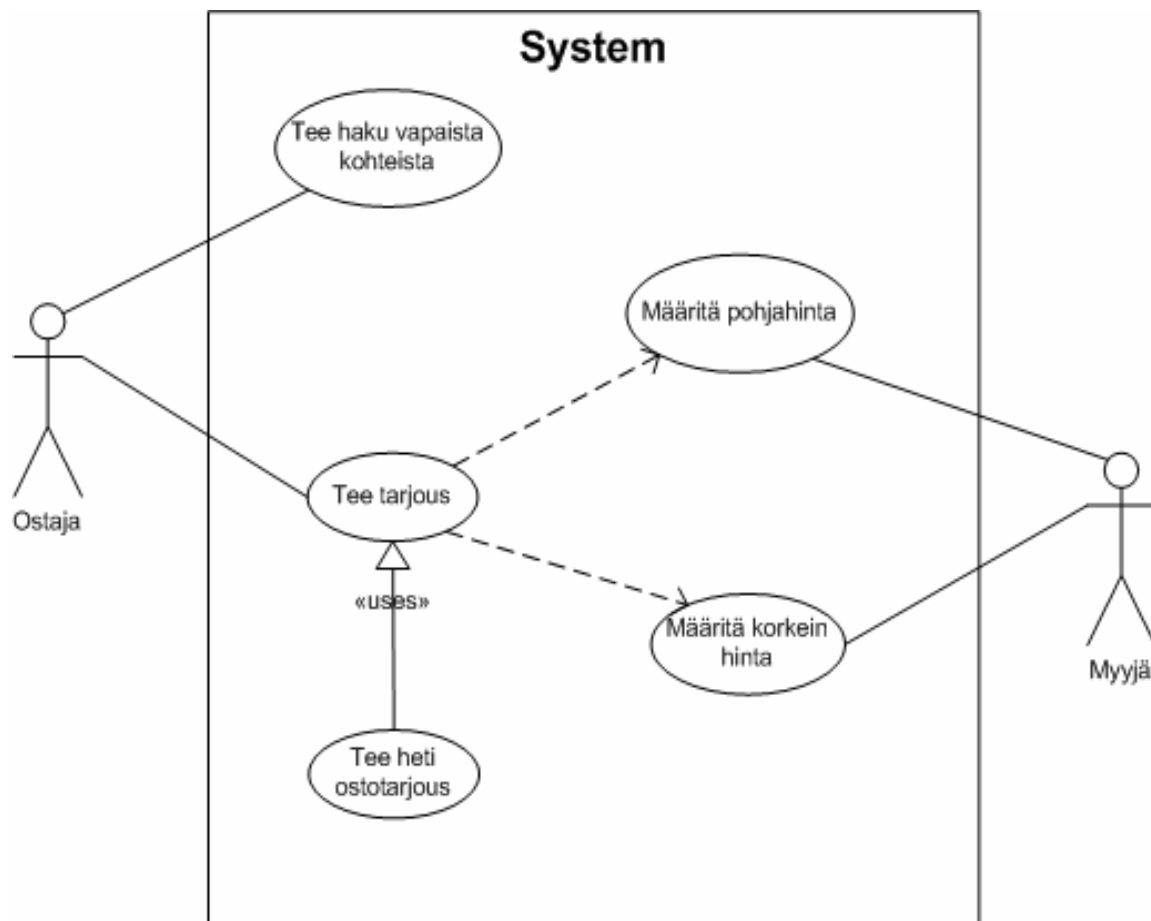 System
Tee haku vapaista
kohteista
Määritä pohjahinta
Tee tarjous
Ostaja
«uses»
Määritä korkein
hinta
Myyjä
Tee heti
ostotarjous